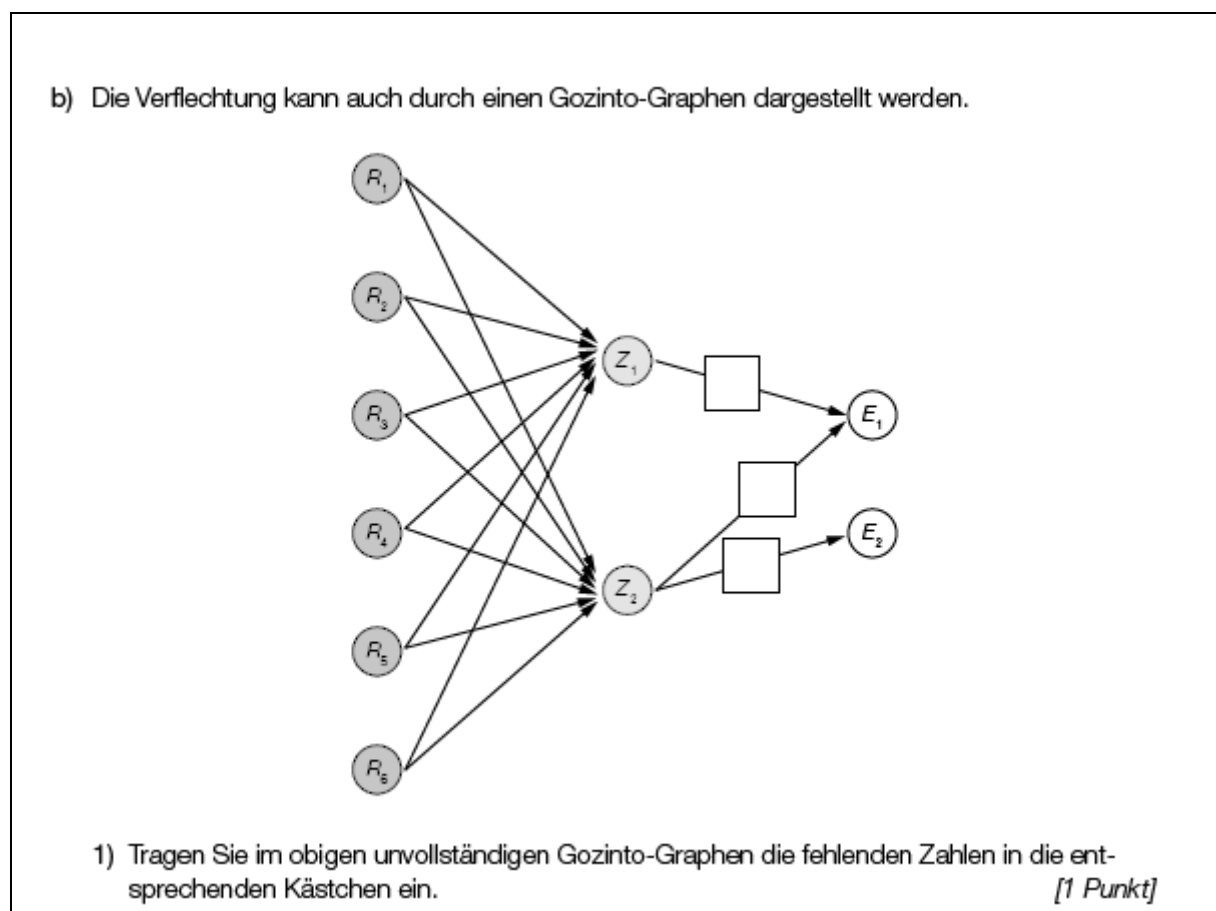 b) Die Verflechtung kann auch durch einen Gozinto-Graphen dargestellt werden.
R₁
R₂
Z₁
R₃
E₁
R₄
E₂
Z₂
R₅
R₆
1) Tragen Sie im obigen unvollständigen Gozinto-Graphen die fehlenden Zahlen in die ent-
sprechenden Kästchen ein. [1 Punkt]